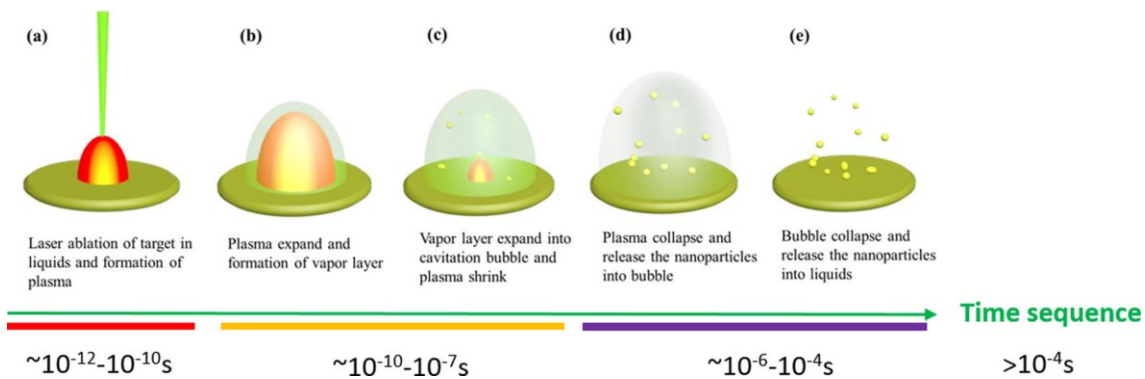 (a)
(b)
(c)
(d)
(e)
Laser ablation of target in
liquids and formation of
plasma
Plasma expand and
formation of vapor layer
Vapor layer expand into
cavitation bubble and
plasma shrink
Plasma collapse and
release the nanoparticles
into bubble
Bubble collapse and
release the nanoparticles
into liquids
Time sequence
~10⁻¹²-10⁻¹⁰s
~10⁻¹⁰-10⁻⁷s
~10⁻⁶-10⁻⁴s
>10⁻⁴s